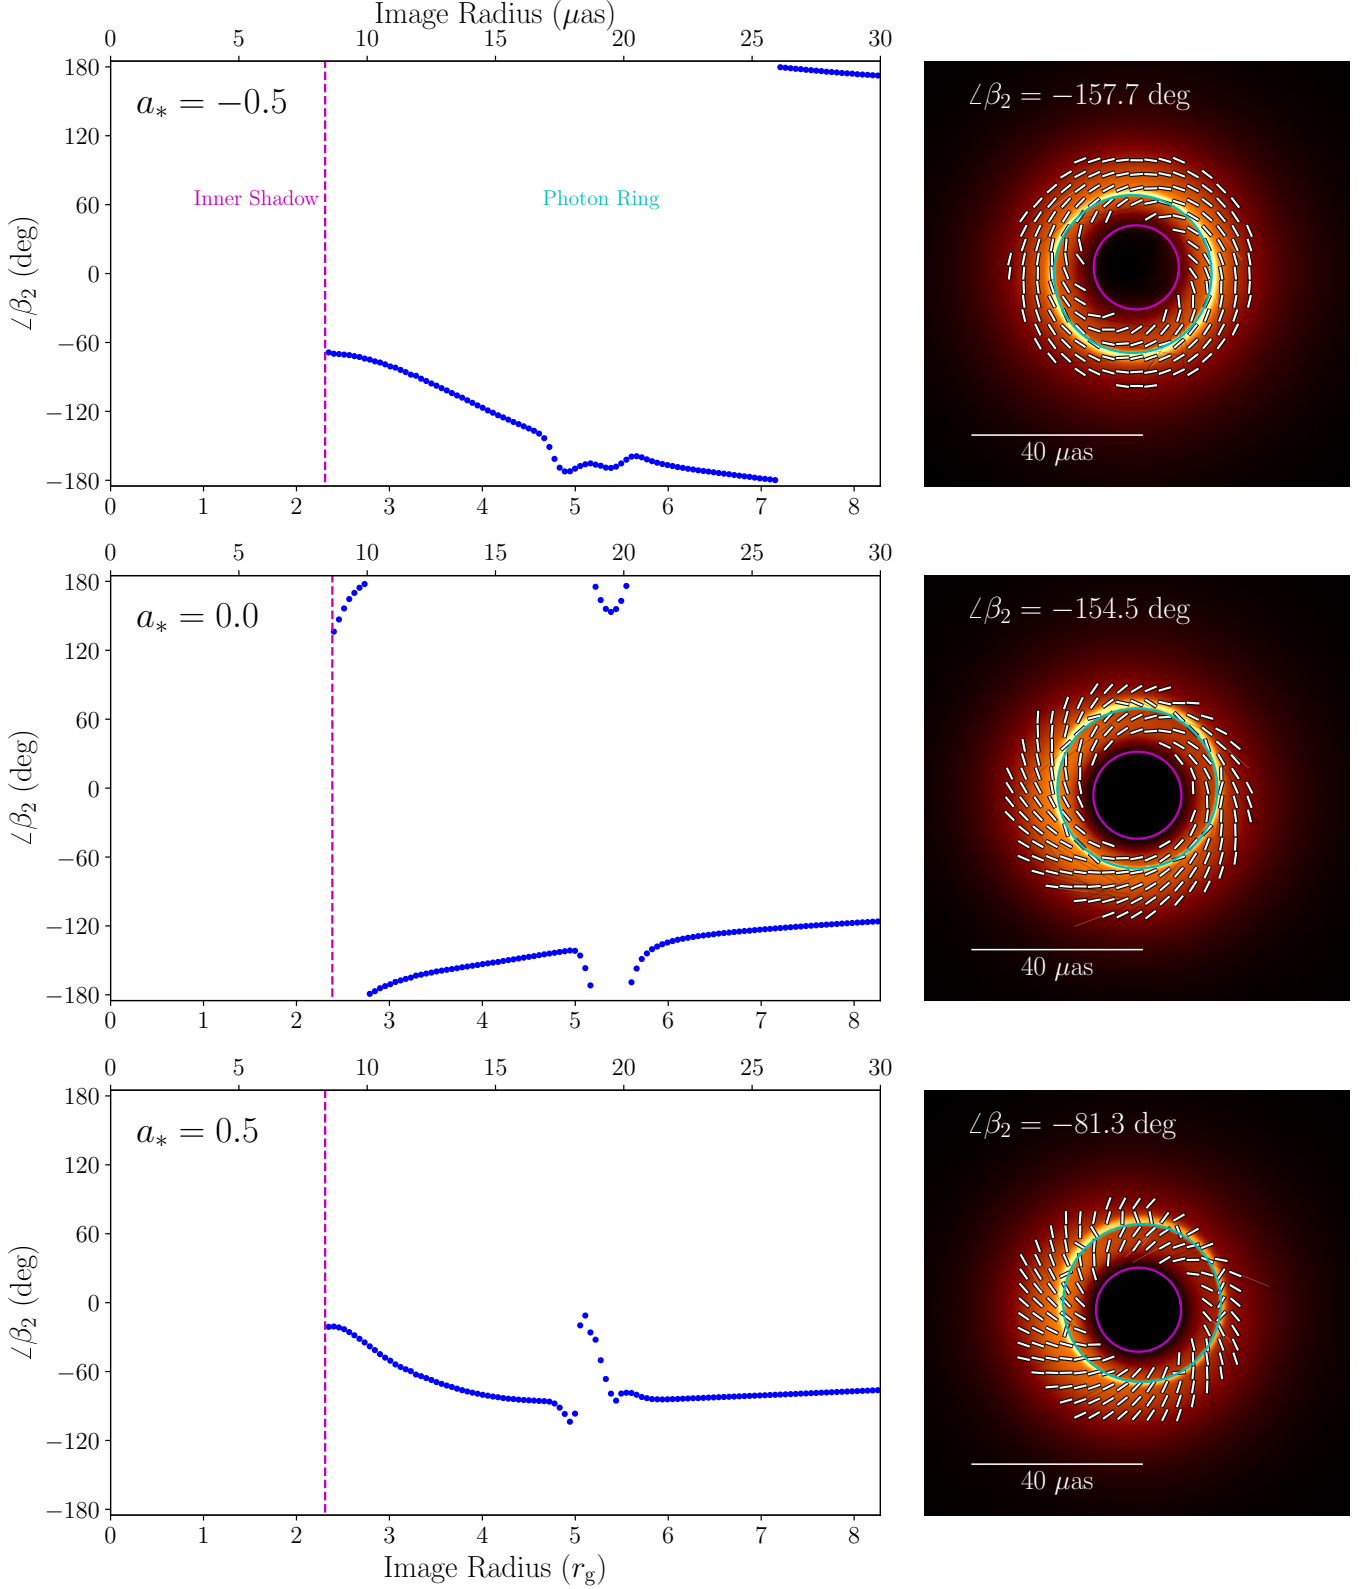 Image Radius (μas)
0 5 10 15 20 25 30
180
120
60
0
−60
−120
−180
∠β₂ (deg)
a* = −0.5
Inner Shadow
Photon Ring
0 1 2 3 4 5 6 7 8
∠β₂ = −157.7 deg
40 μas
0 5 10 15 20 25 30
180
120
60
0
−60
−120
−180
∠β₂ (deg)
a* = 0.0
0 1 2 3 4 5 6 7 8
∠β₂ = −154.5 deg
40 μas
0 5 10 15 20 25 30
180
120
60
0
−60
−120
−180
∠β₂ (deg)
a* = 0.5
0 1 2 3 4 5 6 7 8
Image Radius (r_g)
∠β₂ = −81.3 deg
40 μas